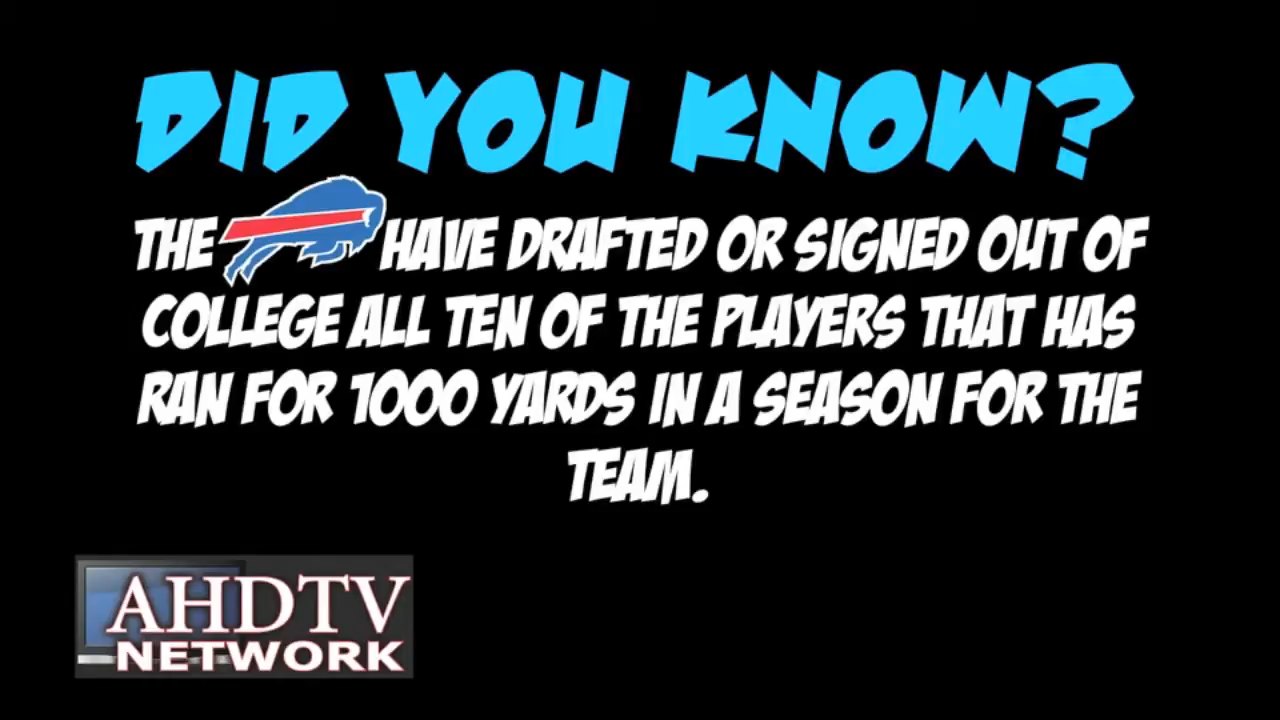 DID YOU KNOW?
THE HAVE DRAFTED OR SIGNED OUT OF
COLLEGE ALL TEN OF THE PLAYERS THAT HAS
RAN FOR 1000 YARDS IN A SEASON FOR THE
TEAM.
AHDTV
NETWORK